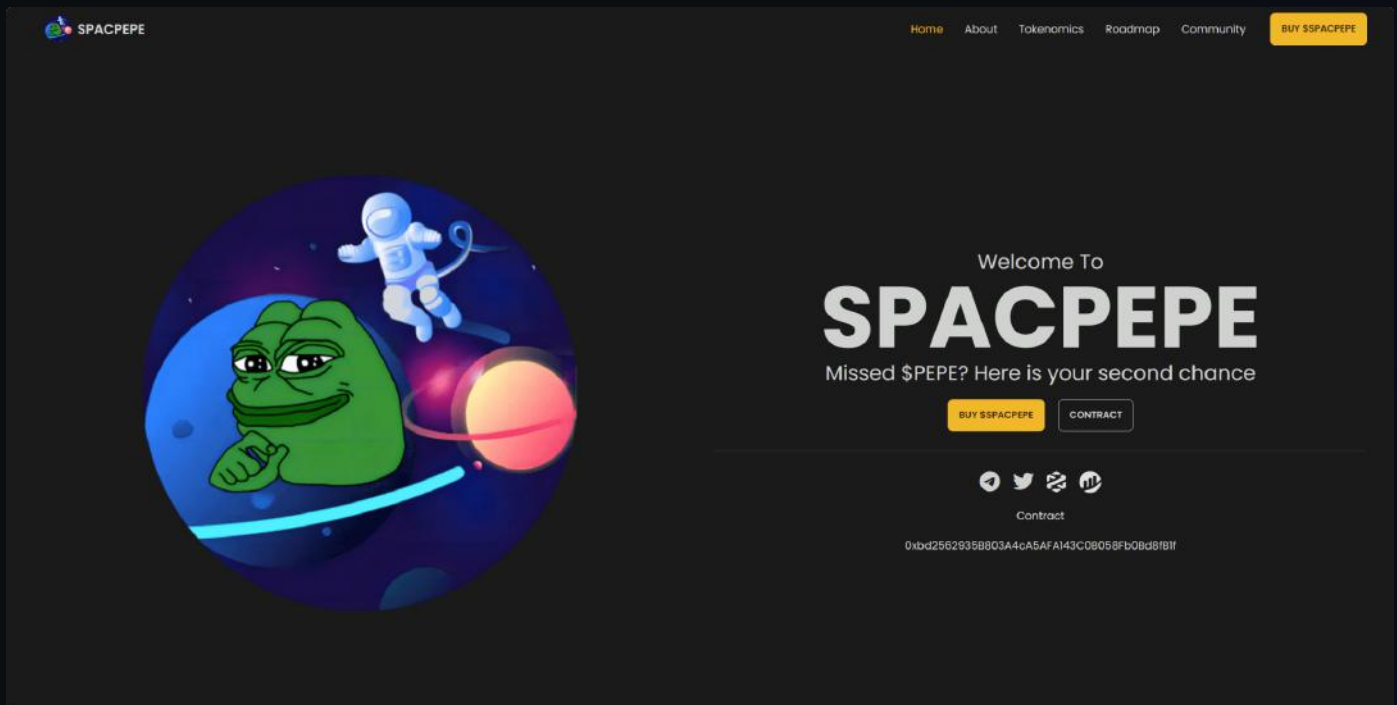 SPACPEPE
Home About Tokenomics Roadmap Community BUY $SPACPEPE
Welcome To
SPACPEPE
Missed $PEPE? Here is your second chance
BUY $SPACPEPE CONTRACT
Contract
0xbd2562935B803A4cA5AFA143C0B058Fb0Bd8fB1f